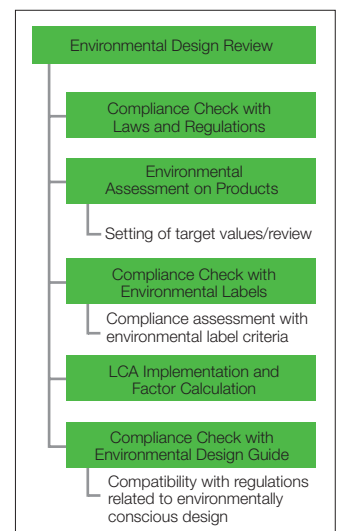 Environmental Design Review
Compliance Check with
Laws and Regulations
Environmental
Assessment on Products
Setting of target values/review
Compliance Check with
Environmental Labels
Compliance assessment with
environmental label criteria
LCA Implementation and
Factor Calculation
Compliance Check with
Environmental Design Guide
Compatibility with regulations
related to environmentally
conscious design